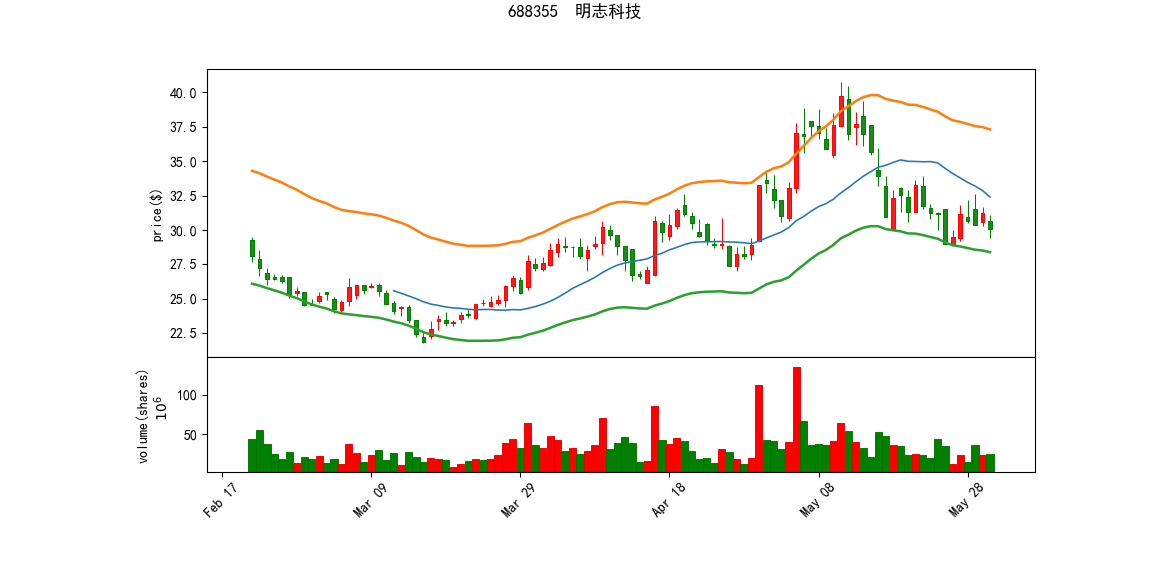 688355 明志科技
price($)
40.0
37.5
35.0
32.5
30.0
27.5
25.0
22.5
volume(shares)
10^6
100
50
Feb 17
Mar 09
Mar 29
Apr 18
May 08
May 28